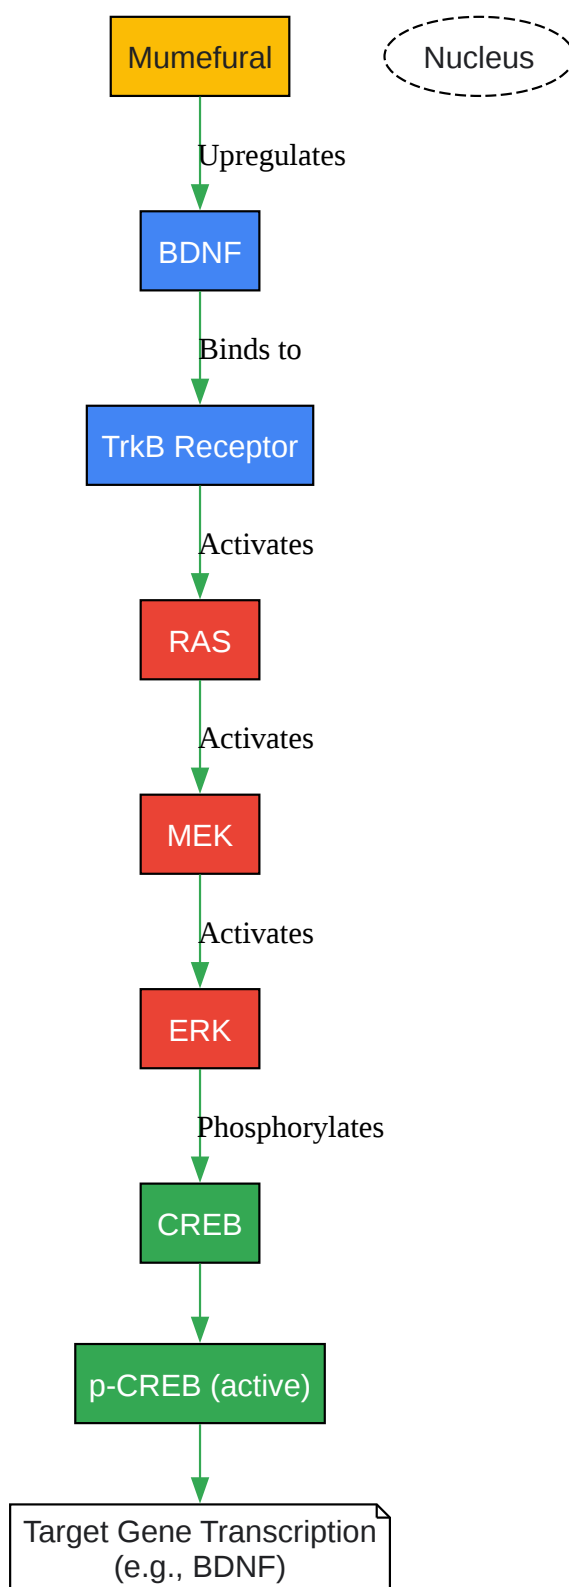 Mumefural
Nucleus
Upregulates
BDNF
Binds to
TrkB Receptor
Activates
RAS
Activates
MEK
Activates
ERK
Phosphorylates
CREB
p-CREB (active)
Target Gene Transcription
(e.g., BDNF)